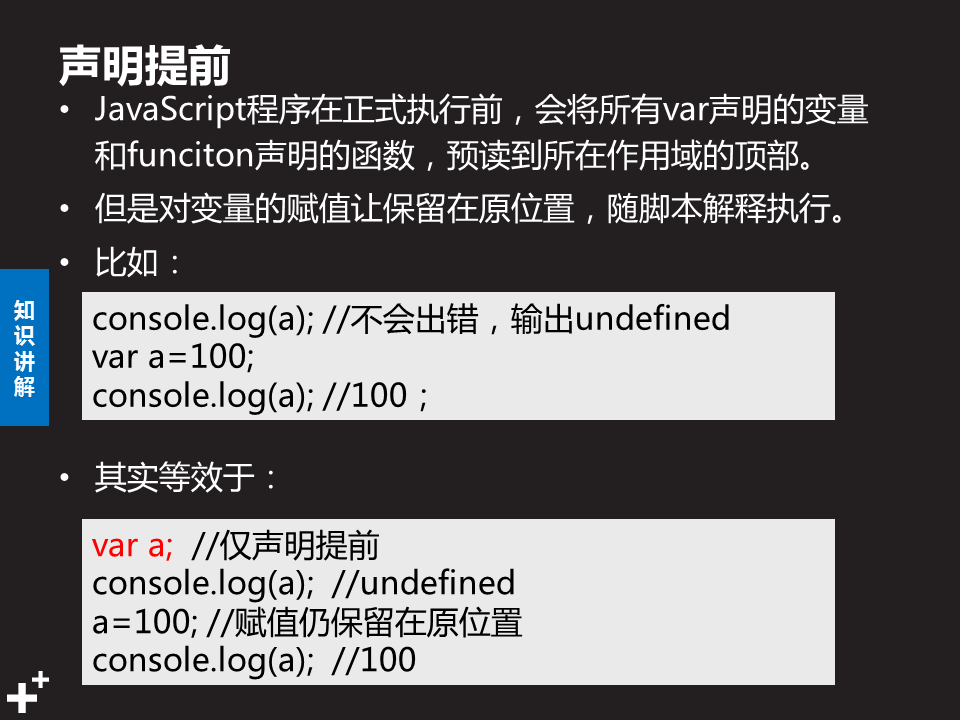 声明提前
• JavaScript程序在正式执行前，会将所有var声明的变量
和funciton声明的函数，预读到所在作用域的顶部。
• 但是对变量的赋值让保留在原位置，随脚本解释执行。
• 比如：
知识讲解
console.log(a); //不会出错，输出undefined
var a=100;
console.log(a); //100；
• 其实等效于：
var a;  //仅声明提前
console.log(a);  //undefined
a=100; //赋值仍保留在原位置
console.log(a);  //100